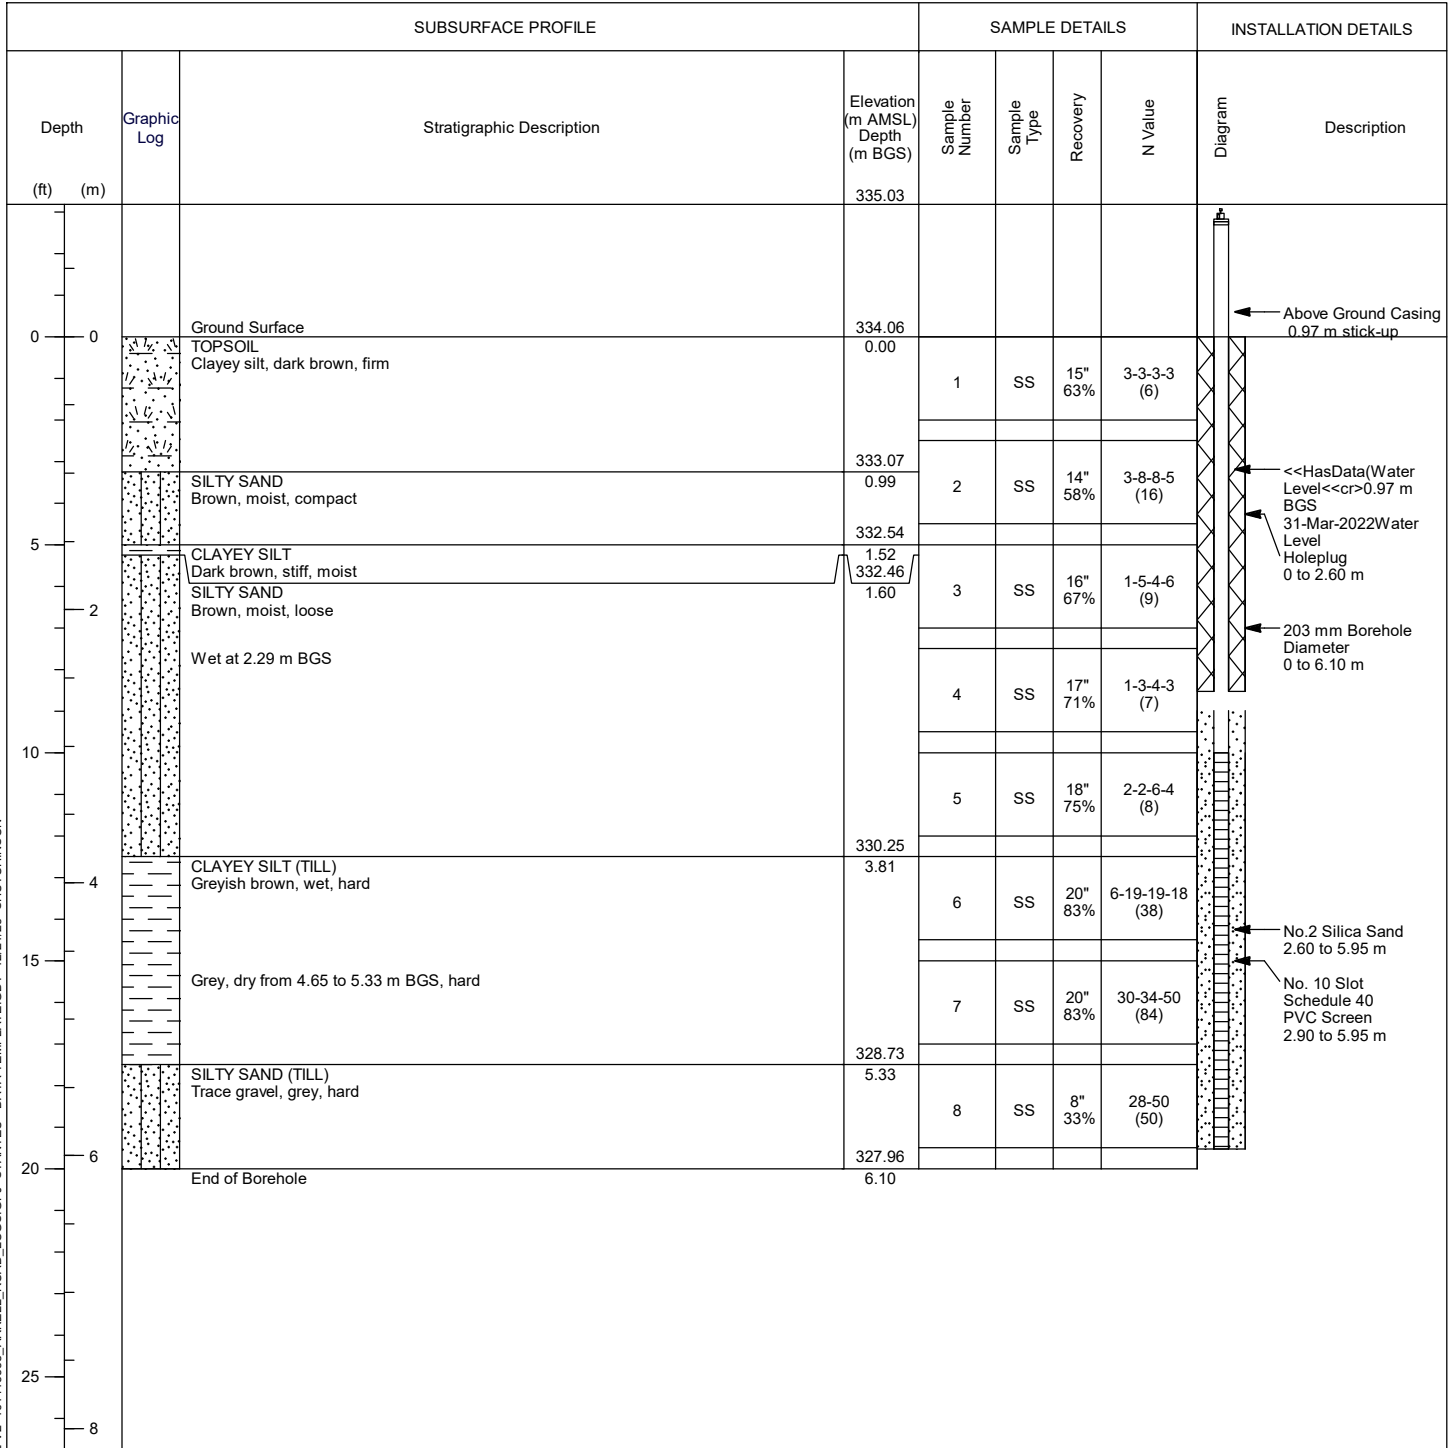 SUBSURFACE PROFILE
SAMPLE DETAILS
INSTALLATION DETAILS
Depth
(ft) (m)
Graphic
Log
Stratigraphic Description
Elevation
(m AMSL)
Depth
(m BGS)
335.03
Sample
Number
Sample
Type
Recovery
N Value
Diagram
Description
Above Ground Casing
0.97 m stick-up
Ground Surface
334.06
0 0
TOPSOIL
0.00
Clayey silt, dark brown, firm
1 SS 15" 3-3-3-3
63% (6)
333.07
SILTY SAND
0.99
Brown, moist, compact
2 SS 14" 3-8-8-5
58% (16)
<<HasData(Water
Level<<cr>0.97 m
BGS
31-Mar-2022Water
Level
Holeplug
0 to 2.60 m
332.54
5
CLAYEY SILT
1.52
Dark brown, stiff, moist
332.46
SILTY SAND
1.60
Brown, moist, loose
2
3 SS 16" 1-5-4-6
67% (9)
203 mm Borehole
Diameter
0 to 6.10 m
Wet at 2.29 m BGS
4 SS 17" 1-3-4-3
71% (7)
10
5 SS 18" 2-2-6-4
75% (8)
330.25
CLAYEY SILT (TILL)
3.81
Greyish brown, wet, hard
4
6 SS 20" 6-19-19-18
83% (38)
No.2 Silica Sand
2.60 to 5.95 m
15
Grey, dry from 4.65 to 5.33 m BGS, hard
No. 10 Slot
Schedule 40
PVC Screen
2.90 to 5.95 m
7 SS 20" 30-34-50
83% (84)
328.73
SILTY SAND (TILL)
5.33
Trace gravel, grey, hard
8 SS 8" 28-50
33% (50)
327.96
6
20
End of Borehole
6.10
25
8